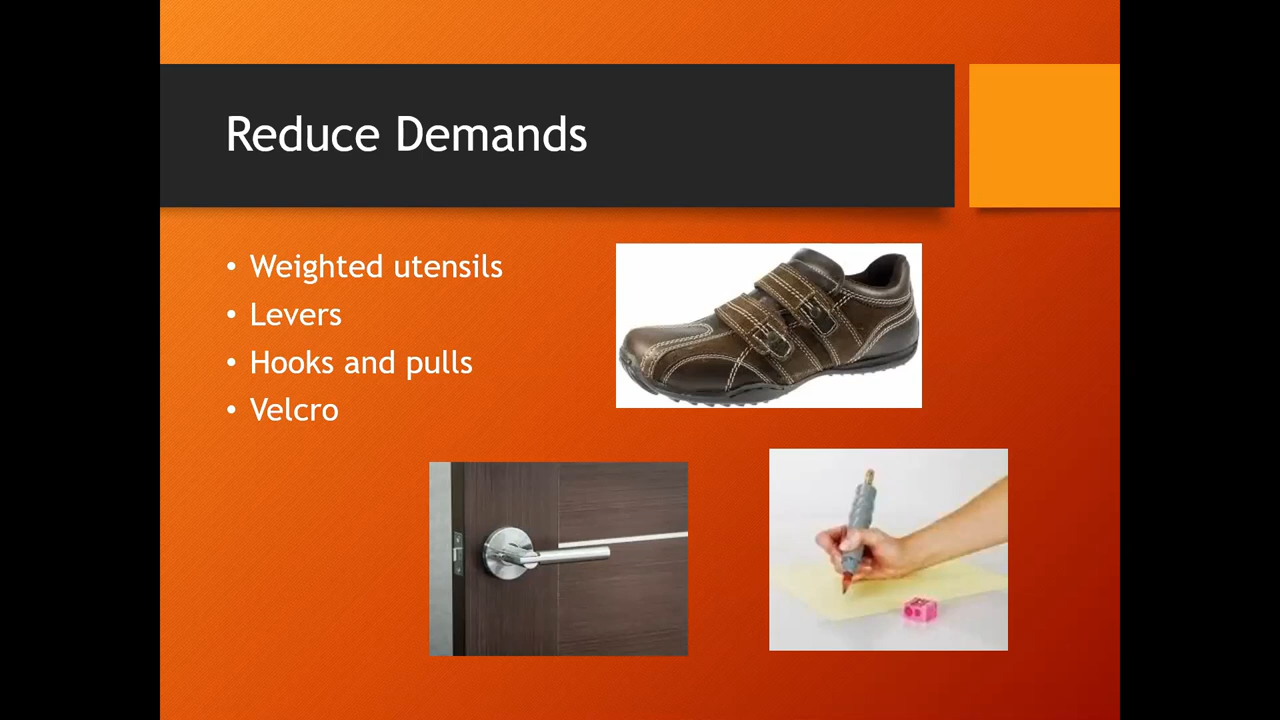 Reduce Demands
• Weighted utensils
• Levers
• Hooks and pulls
• Velcro